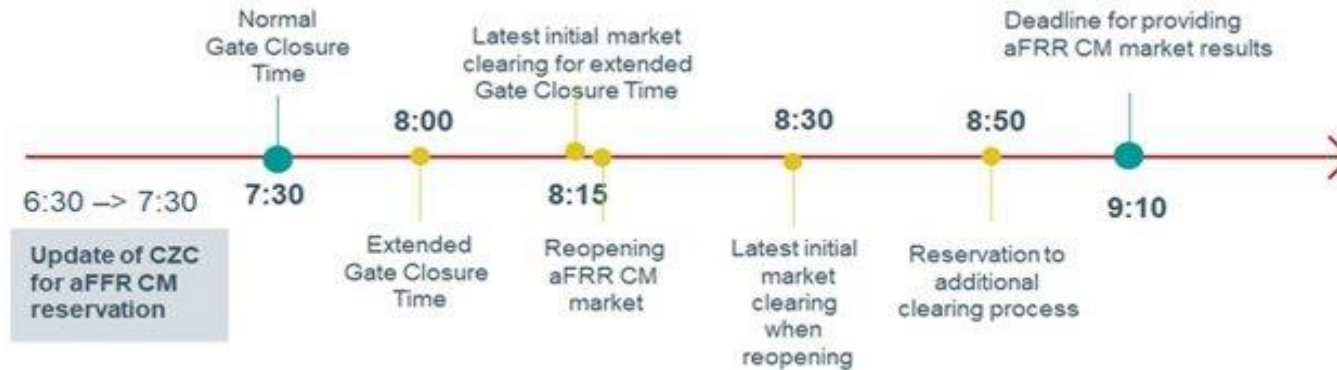 Normal
Gate Closure
Time
Latest initial market
clearing for extended
Gate Closure Time
Deadline for providing
aFRR CM market results
8:00
8:30
8:50
6:30 –> 7:30
7:30
8:15
9:10
Update of CZC
for aFFR CM
reservation
Extended
Gate Closure
Time
Reopening
aFRR CM
market
Latest initial
market
clearing
when
reopening
Reservation to
additional
clearing process